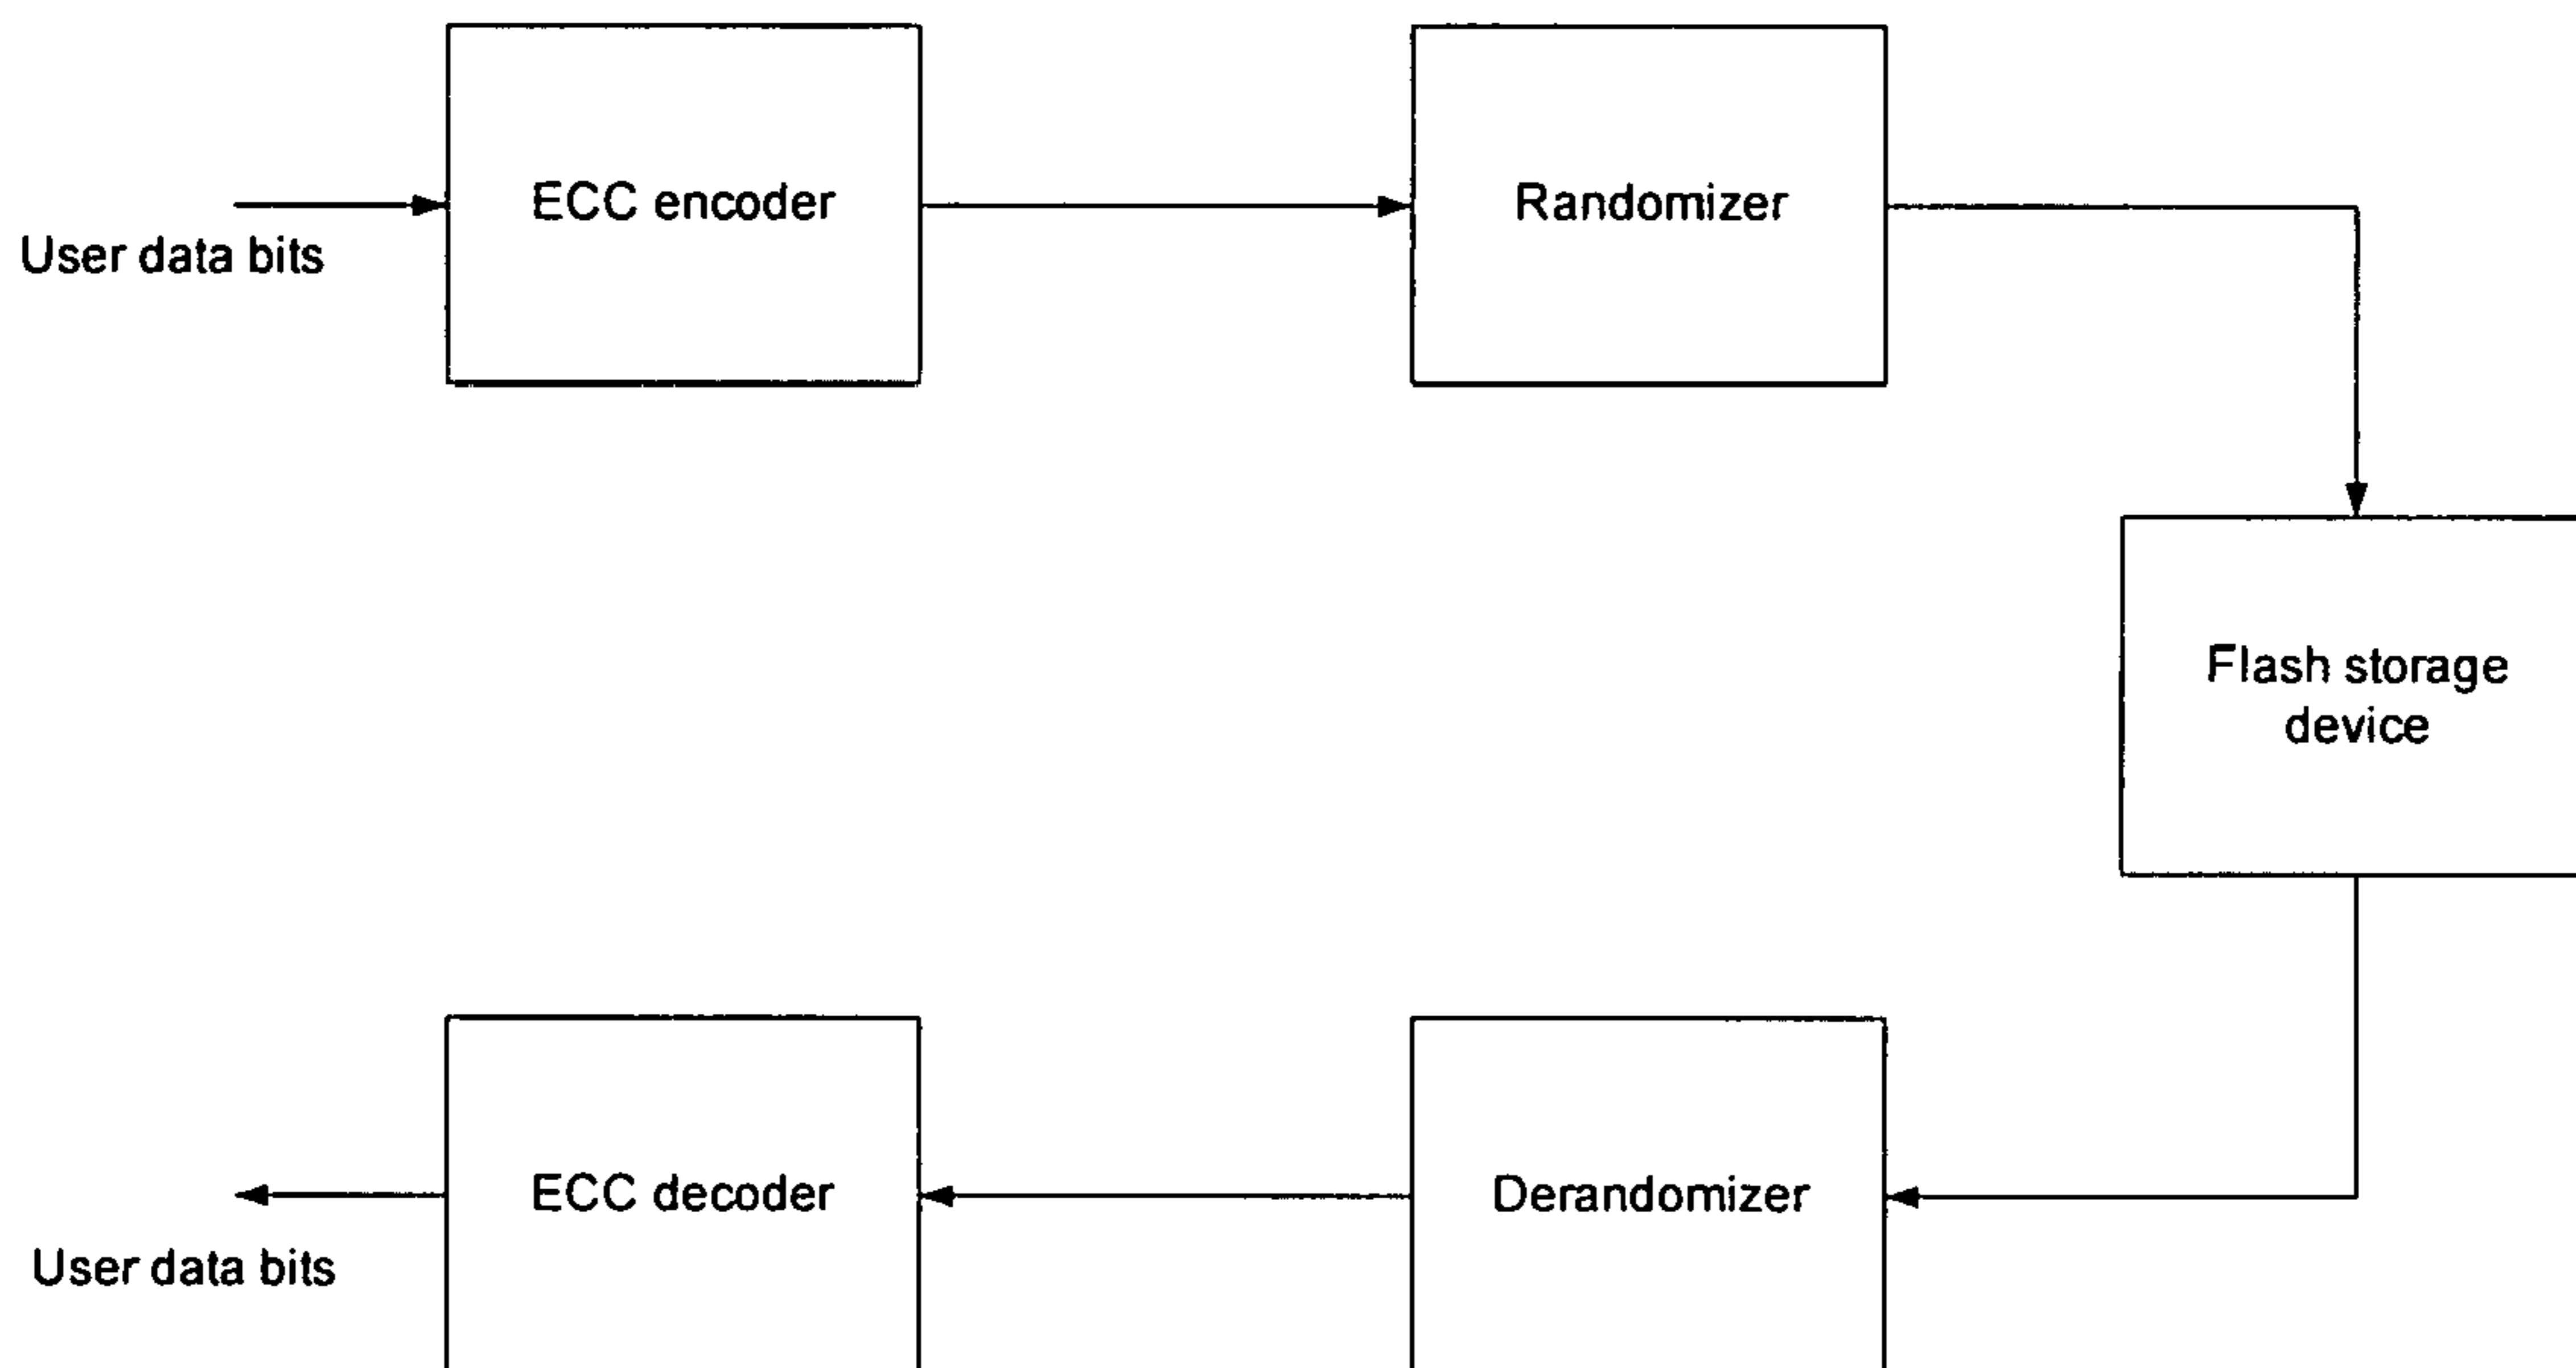 ECC encoder
Randomizer
User data bits
Flash storage
device
ECC decoder
Derandomizer
User data bits